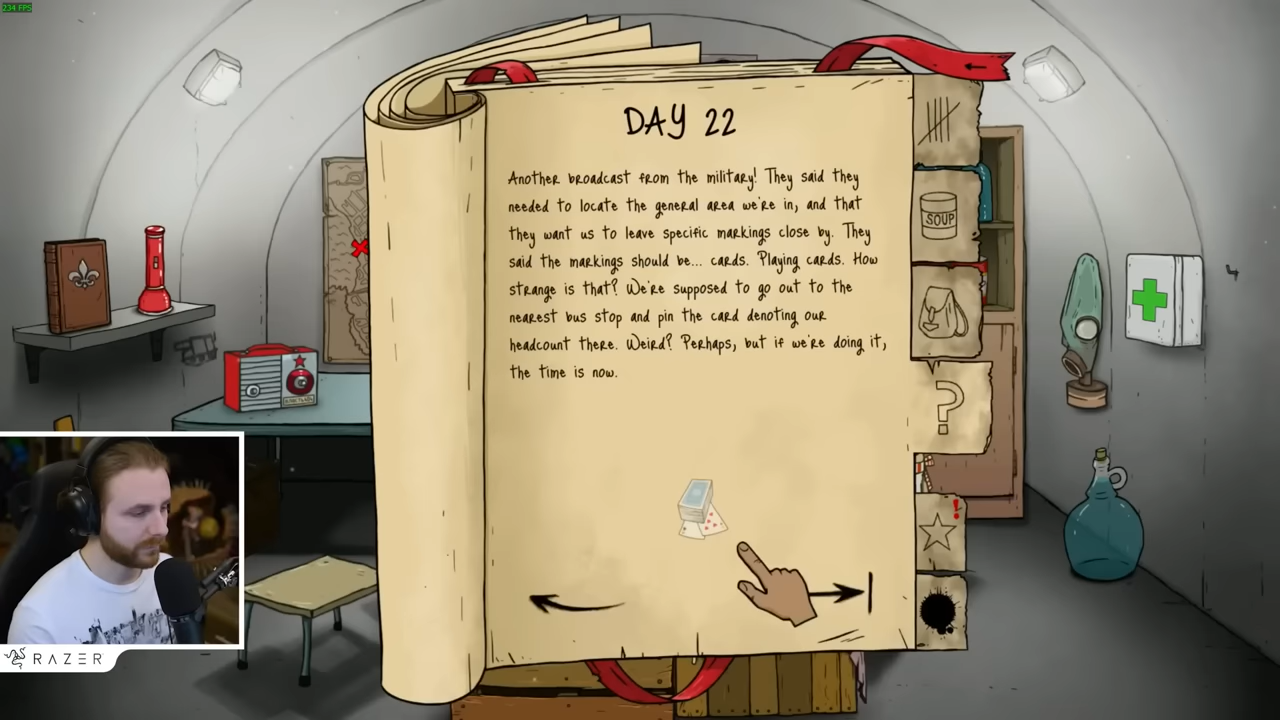 234 FPS
DAY 22
Another broadcast from the military! They said they
needed to locate the general area we're in, and that
they want us to leave specific markings close by. They
said the markings should be... cards. Playing cards. How
strange is that? We're supposed to go out to the
nearest bus stop and pin the card denoting our
headcount there. Weird? Perhaps, but if we're doing it,
the time is now.
SOUP
?
!
RAZER